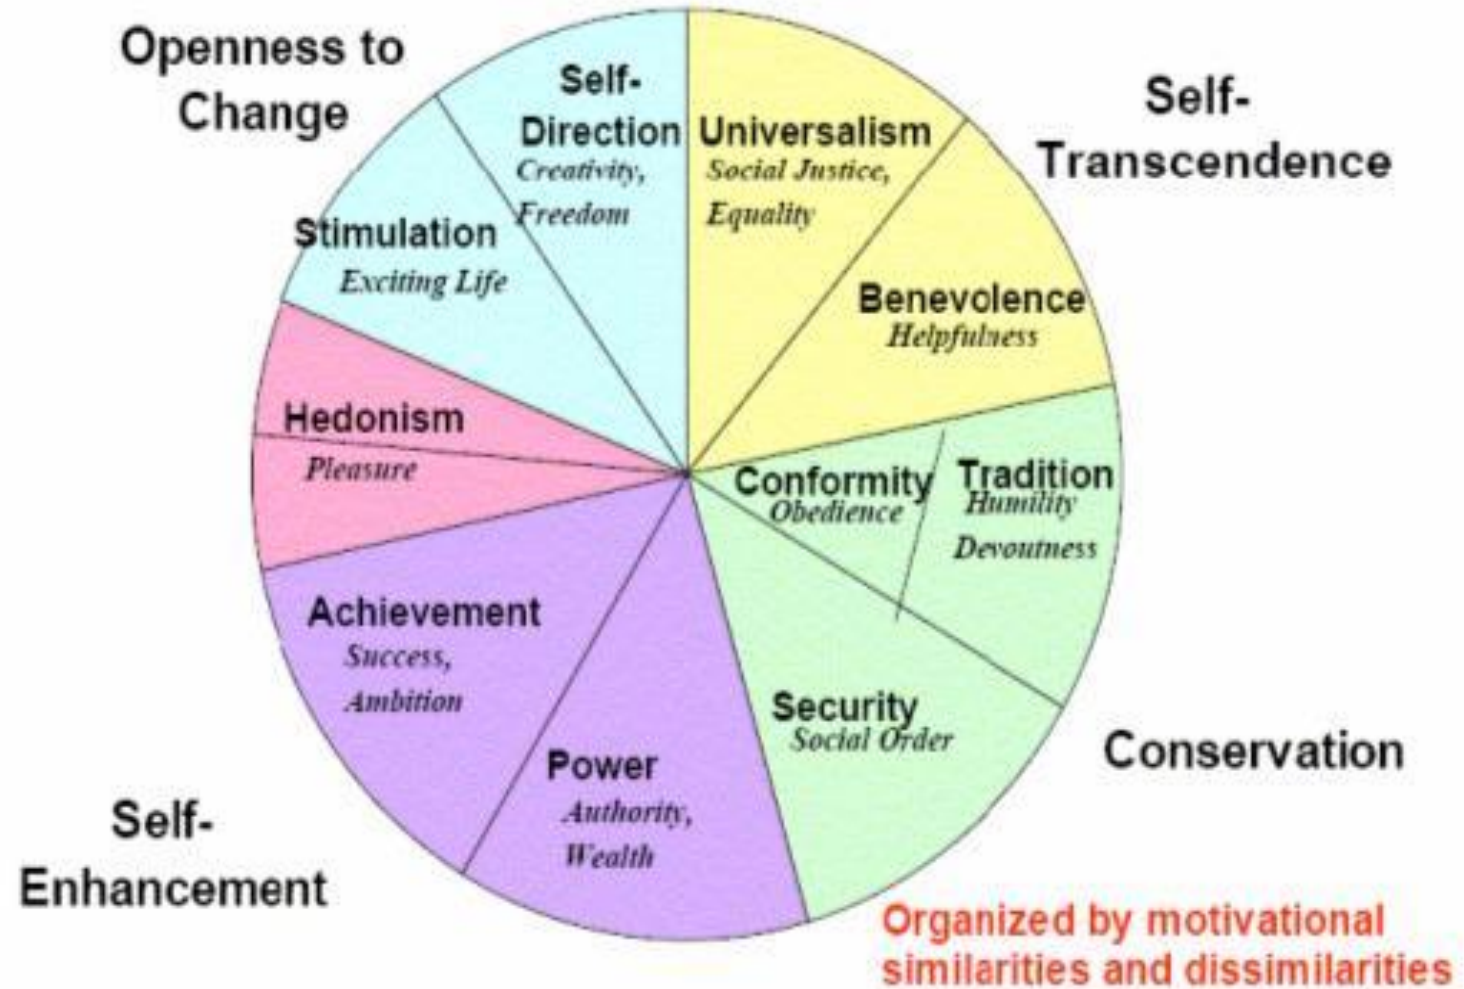 Openness to
Change
Self-
Direction
Creativity,
Freedom
Universalism
Social Justice,
Equality
Self-
Transcendence
Stimulation
Exciting Life
Benevolence
Helpfulness
Hedonism
Pleasure
Conformity
Obedience
Tradition
Humility
Devoutness
Achievement
Success,
Ambition
Security
Social Order
Power
Authority,
Wealth
Conservation
Self-
Enhancement
Organized by motivational
similarities and dissimilarities